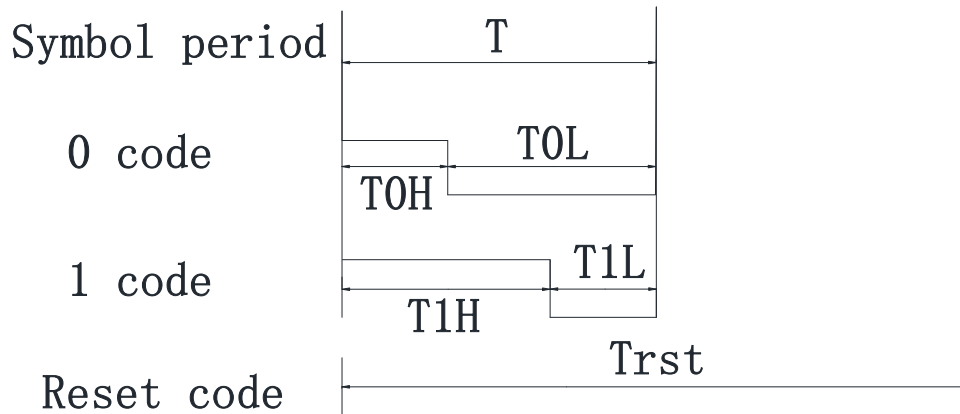 Symbol period
T
0 code
T0L
T0H
1 code
T1L
T1H
Trst
Reset code